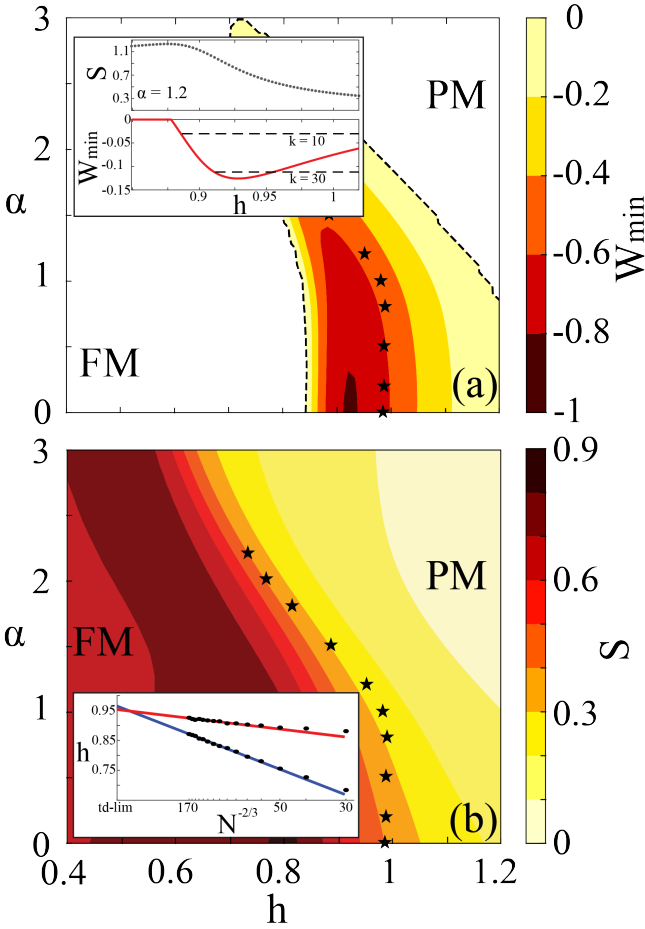 3
2
1
0
α
PM
FM
(a)
S
1.1
0.7
0.3
α = 1.2
W_min
0
-0.05
-0.1
-0.15
k = 10
k = 30
0.9
0.95
1
h
0
-0.2
-0.4
-0.6
-0.8
-1
W_min
3
2
1
0
α
PM
FM
(b)
h
0.95
0.85
0.75
td-lim
170
50
30
N^-2/3
0.4
0.6
0.8
1
1.2
h
0.9
0.6
0.3
0
S